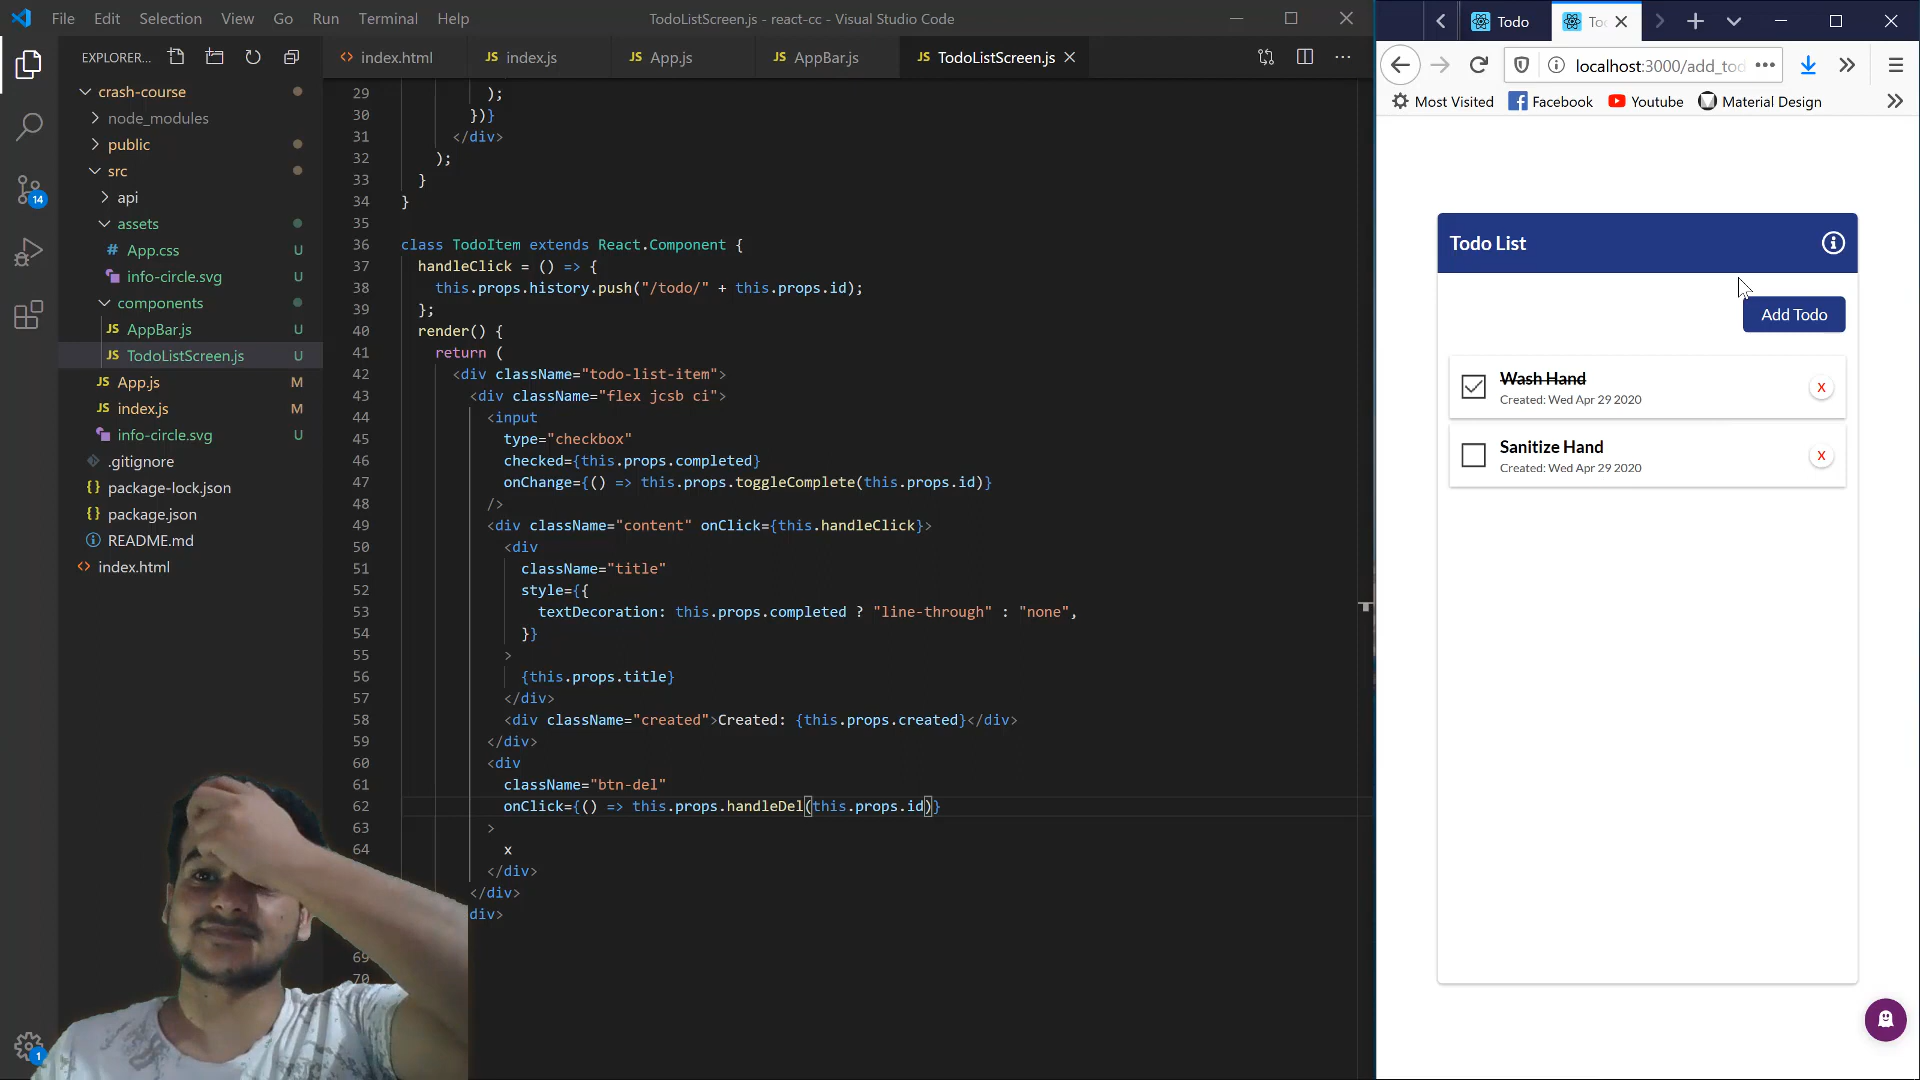 File Edit Selection View Go Run Terminal Help
TodoListScreen.js - react-cc - Visual Studio Code
EXPLORER...
crash-course
node_modules
public
src
api
assets
# App.css U
info-circle.svg U
components
JS AppBar.js U
JS TodoListScreen.js U
JS App.js M
JS index.js M
info-circle.svg U
.gitignore
{} package-lock.json
{} package.json
README.md
<> index.html
14
1
<> index.html
JS index.js
JS App.js
JS AppBar.js
JS TodoListScreen.js
29 );
30 })}
31 </div>
32 );
33 }
34 }
35
36 class TodoItem extends React.Component {
37 handleClick = () => {
38 this.props.history.push("/todo/" + this.props.id);
39 };
40 render() {
41 return (
42 <div className="todo-list-item">
43 <div className="flex jcsb ci">
44 <input
45 type="checkbox"
46 checked={this.props.completed}
47 onChange={() => this.props.toggleComplete(this.props.id)}
48 />
49 <div className="content" onClick={this.handleClick}>
50 <div
51 className="title"
52 style={{
53 textDecoration: this.props.completed ? "line-through" : "none",
54 }}
55 >
56 {this.props.title}
57 </div>
58 <div className="created">Created: {this.props.created}</div>
59 </div>
60 <div
61 className="btn-del"
62 onClick={() => this.props.handleDel(this.props.id)}
63 >
64 x
</div>
</div>
div>
69
70
Todo
localhost:3000/add_tod
Most Visited Facebook Youtube Material Design
Todo List
Add Todo
Wash Hand
Created: Wed Apr 29 2020
x
Sanitize Hand
Created: Wed Apr 29 2020
x